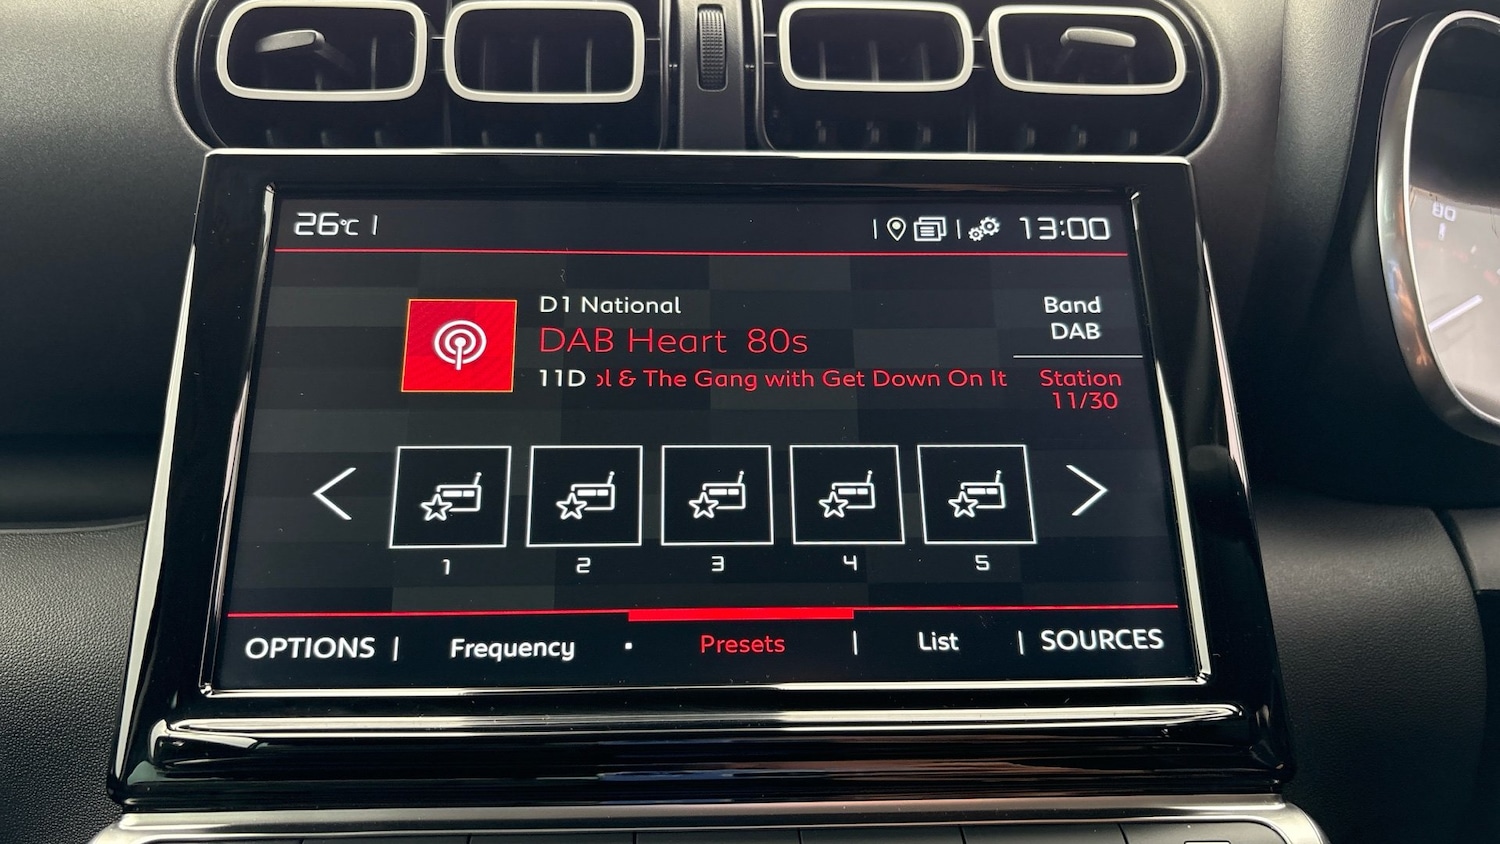 26°C
13:00
D1 National
DAB Heart 80s
11D ol & The Gang with Get Down On It
Band
DAB
Station
11/30
1 2 3 4 5
OPTIONS Frequency Presets List SOURCES